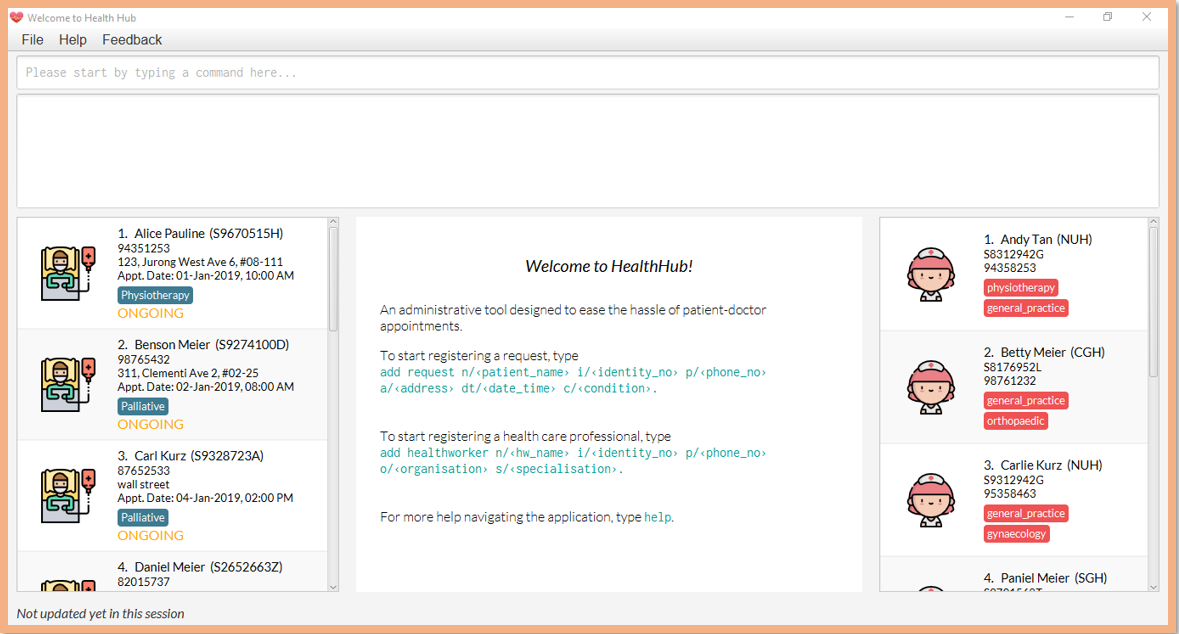 Welcome to Health Hub
File Help Feedback
Please start by typing a command here...
1. Alice Pauline (S9670515H)
94351253
123, Jurong West Ave 6, #08-111
Appt. Date: 01-Jan-2019, 10:00 AM
Physiotherapy
ONGOING
2. Benson Meier (S9274100D)
98765432
311, Clementi Ave 2, #02-25
Appt. Date: 02-Jan-2019, 08:00 AM
Palliative
ONGOING
3. Carl Kurz (S9328723A)
87652533
wall street
Appt. Date: 04-Jan-2019, 02:00 PM
Palliative
ONGOING
4. Daniel Meier (S2652663Z)
82015737
Welcome to HealthHub!
An administrative tool designed to ease the hassle of patient-doctor
appointments.
To start registering a request, type
add request n/‹patient_name› i/‹identity_no› p/‹phone_no›
a/‹address› dt/‹date_time› c/‹condition›.
To start registering a health care professional, type
add healthworker n/‹hw_name› i/‹identity_no› p/‹phone_no›
o/‹organisation› s/‹specialisation›.
For more help navigating the application, type help.
1. Andy Tan (NUH)
S8312942G
94358253
physiotherapy
general_practice
2. Betty Meier (CGH)
S8176952L
98761232
general_practice
orthopaedic
3. Carlie Kurz (NUH)
S9312942G
95358463
general_practice
gynaecology
4. Paniel Meier (SGH)
Not updated yet in this session